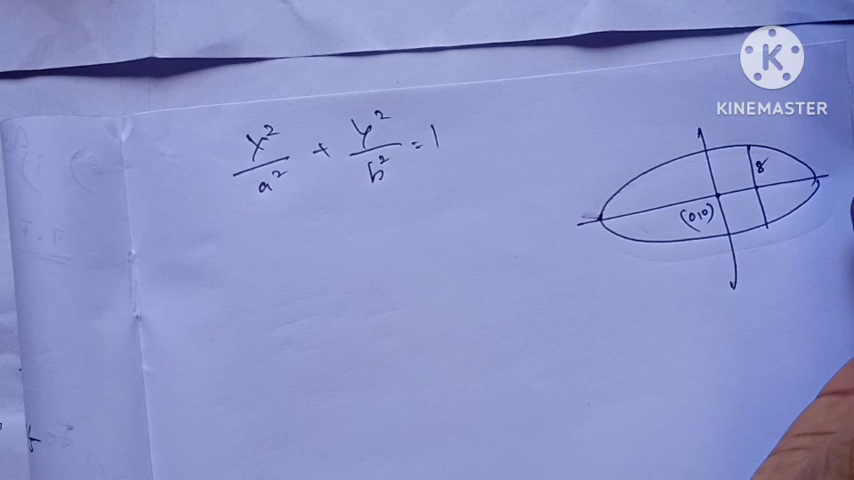 K
KINEMASTER
x²/a² + y²/b² = 1
8
(0,0)